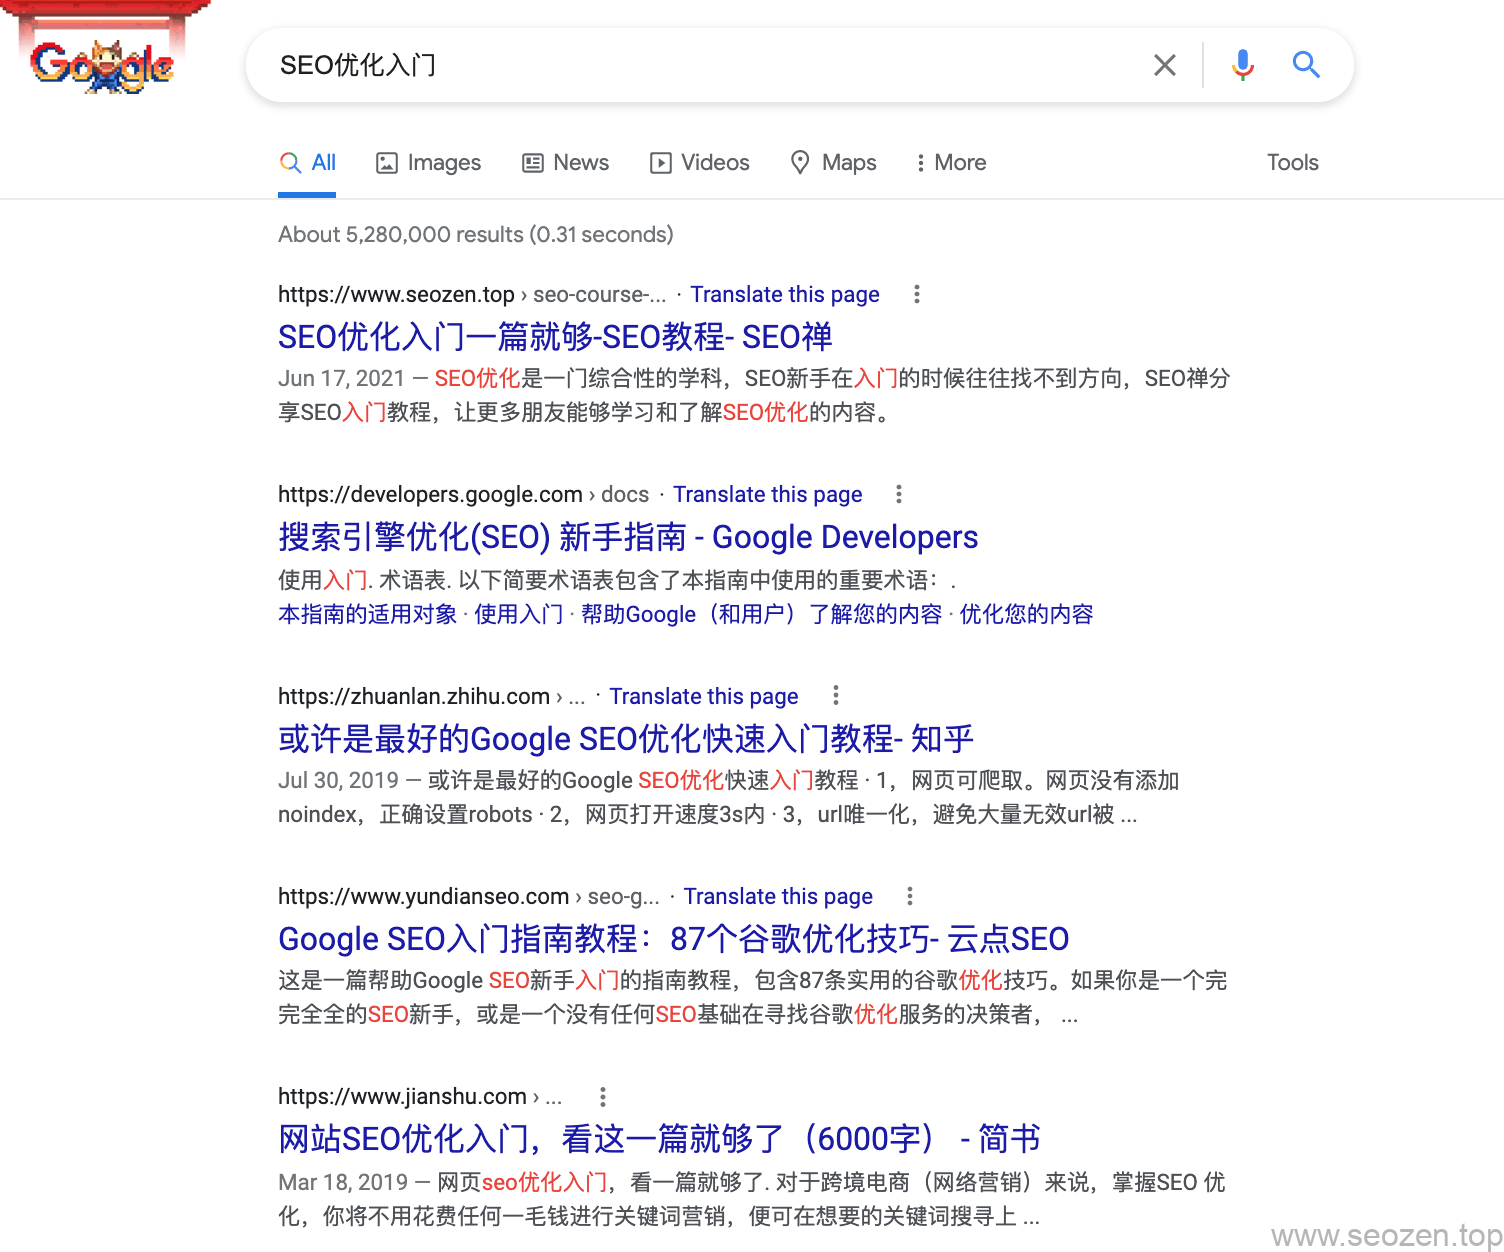 Google
SEO优化入门
All Images News Videos Maps More Tools
About 5,280,000 results (0.31 seconds)
https://www.seozen.top › seo-course-... · Translate this page
SEO优化入门一篇就够-SEO教程- SEO禅
Jun 17, 2021 — SEO优化是一门综合性的学科，SEO新手在入门的时候往往找不到方向，SEO禅分
享SEO入门教程，让更多朋友能够学习和了解SEO优化的内容。
https://developers.google.com › docs · Translate this page
搜索引擎优化(SEO) 新手指南 - Google Developers
使用入门. 术语表. 以下简要术语表包含了本指南中使用的重要术语：.
本指南的适用对象 · 使用入门 · 帮助Google（和用户）了解您的内容 · 优化您的内容
https://zhuanlan.zhihu.com › ... · Translate this page
或许是最好的Google SEO优化快速入门教程- 知乎
Jul 30, 2019 — 或许是最好的Google SEO优化快速入门教程 · 1，网页可爬取。网页没有添加
noindex，正确设置robots · 2，网页打开速度3s内 · 3，url唯一化，避免大量无效url被 ...
https://www.yundianseo.com › seo-g... · Translate this page
Google SEO入门指南教程：87个谷歌优化技巧- 云点SEO
这是一篇帮助Google SEO新手入门的指南教程，包含87条实用的谷歌优化技巧。如果你是一个完
完全全的SEO新手，或是一个没有任何SEO基础在寻找谷歌优化服务的决策者， ...
https://www.jianshu.com › ...
网站SEO优化入门，看这一篇就够了（6000字） - 简书
Mar 18, 2019 — 网页seo优化入门，看一篇就够了. 对于跨境电商（网络营销）来说，掌握SEO 优
化，你将不用花费任何一毛钱进行关键词营销，便可在想要的关键词搜寻上 ...
www.seozen.top